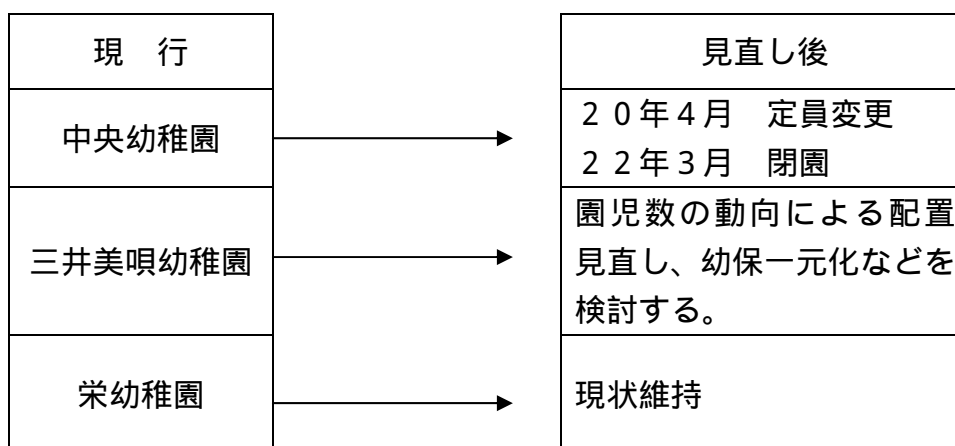 現　行
見直し後
中央幼稚園
２０年４月　定員変更
２２年３月　閉園
三井美唄幼稚園
園児数の動向による配置
見直し、幼保一元化などを
検討する。
栄幼稚園
現状維持